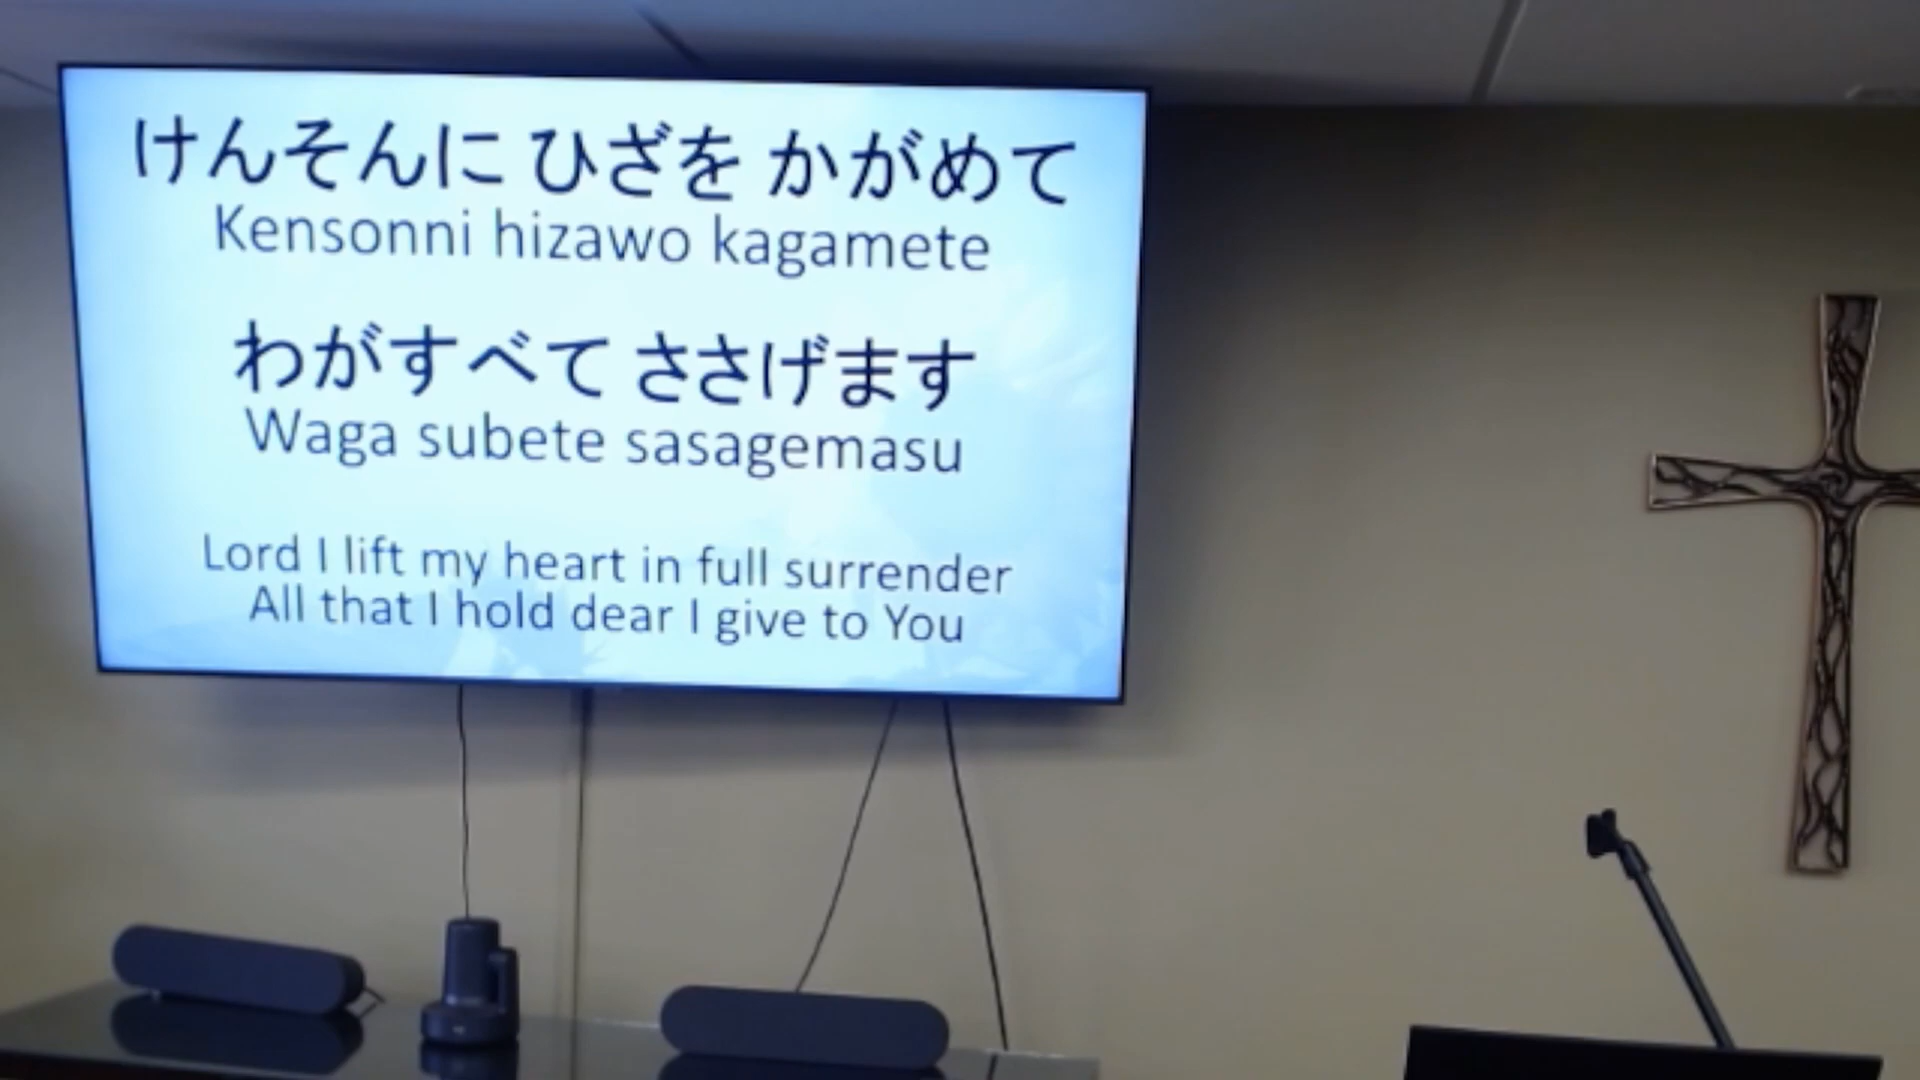 けんそんに ひざを かがめて
Kensonni hizawo kagamete
わがすべて ささげます
Waga subete sasagemasu
Lord I lift my heart in full surrender
All that I hold dear I give to You